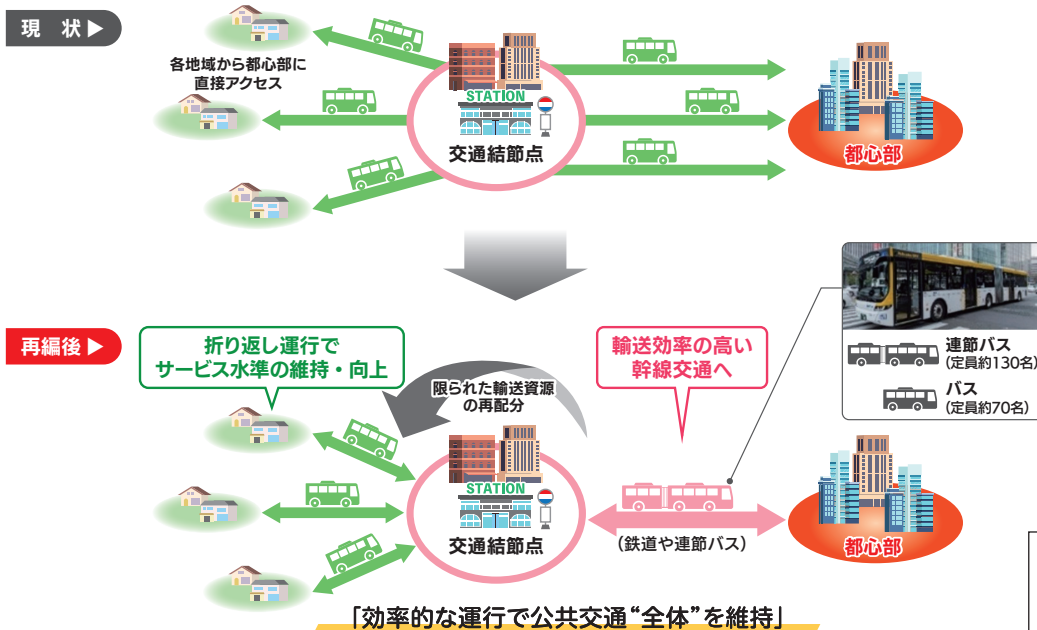 現 状▶
各地域から都心部に
直接アクセス
STATION
交通結節点
都心部
再編後▶
折り返し運行で
サービス水準の維持・向上
限られた輸送資源
の再配分
輸送効率の高い
幹線交通へ
連節バス
(定員約130名)
バス
(定員約70名)
STATION
交通結節点
(鉄道や連節バス)
都心部
「効率的な運行で公共交通“全体”を維持」